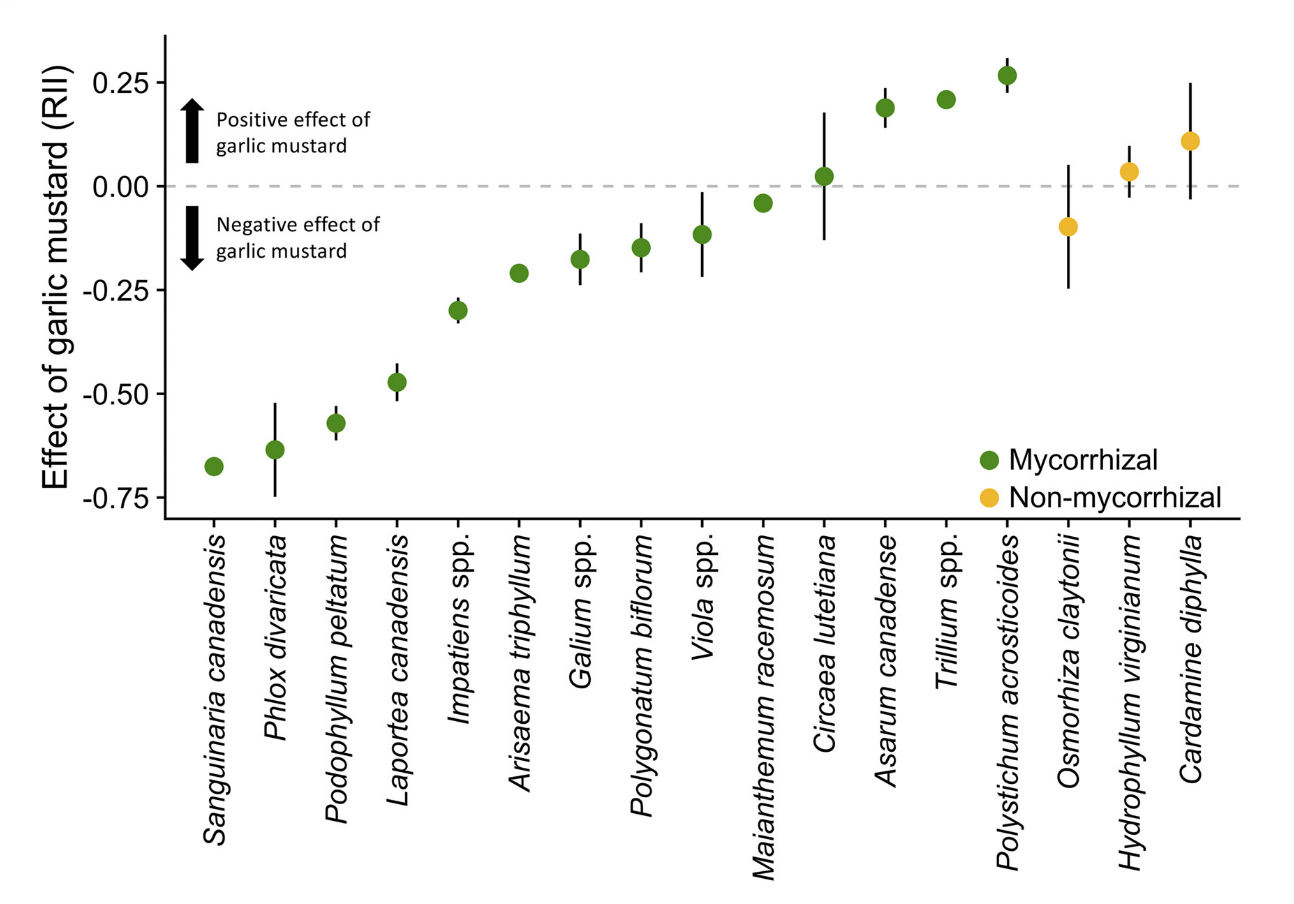 Effect of garlic mustard (RII)
0.25
0.00
-0.25
-0.50
-0.75
Positive effect of
garlic mustard
Negative effect of
garlic mustard
Mycorrhizal
Non-mycorrhizal
Sanguinaria canadensis
Phlox divaricata
Podophyllum peltatum
Laportea canadensis
Impatiens spp.
Arisaema triphyllum
Galium spp.
Polygonatum biflorum
Viola spp.
Maianthemum racemosum
Circaea lutetiana
Asarum canadense
Trillium spp.
Polystichum acrosticoides
Osmorhiza claytonii
Hydrophyllum virginianum
Cardamine diphylla